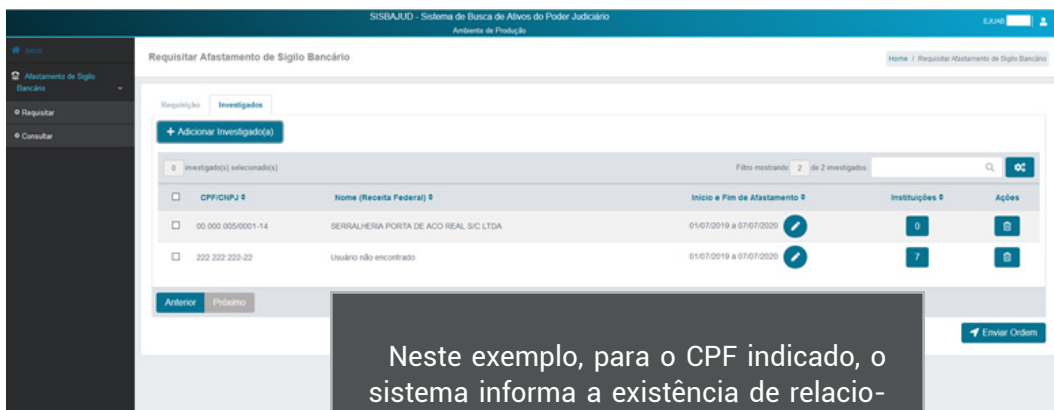 SISBAJUD - Sistema de Busca de Ativos do Poder Judiciário
Ambiente de Produção
EJUAB
Início
Requisitar Afastamento de Sigilo Bancário
Home / Requisitar Afastamento de Sigilo Bancário
Afastamento de Sigilo
Bancário
Requisitar
Consultar
Requisição Investigados
+ Adicionar Investigado(a)
0 investigado(s) selecionado(s)
Filtro mostrando 2 de 2 investigados
CPF/CNPJ Nome (Receita Federal) Início e Fim de Afastamento Instituições Ações
00.000.005/0001-14 SERRALHERIA PORTA DE ACO REAL S/C LTDA 01/07/2019 a 07/07/2020 0
222.222.222-22 Usuário não encontrado 01/07/2019 a 07/07/2020 7
Anterior Próximo
Enviar Ordem
Neste exemplo, para o CPF indicado, o
sistema informa a existência de relacio-